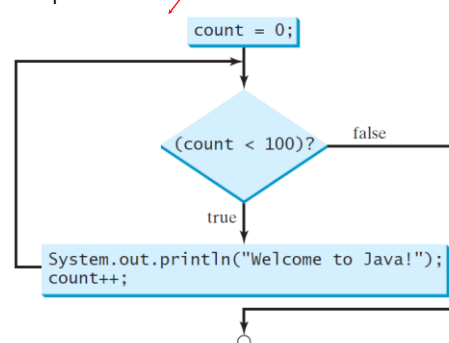 count = 0;
(count < 100)?
false
true
System.out.println("Welcome to Java!");
count++;